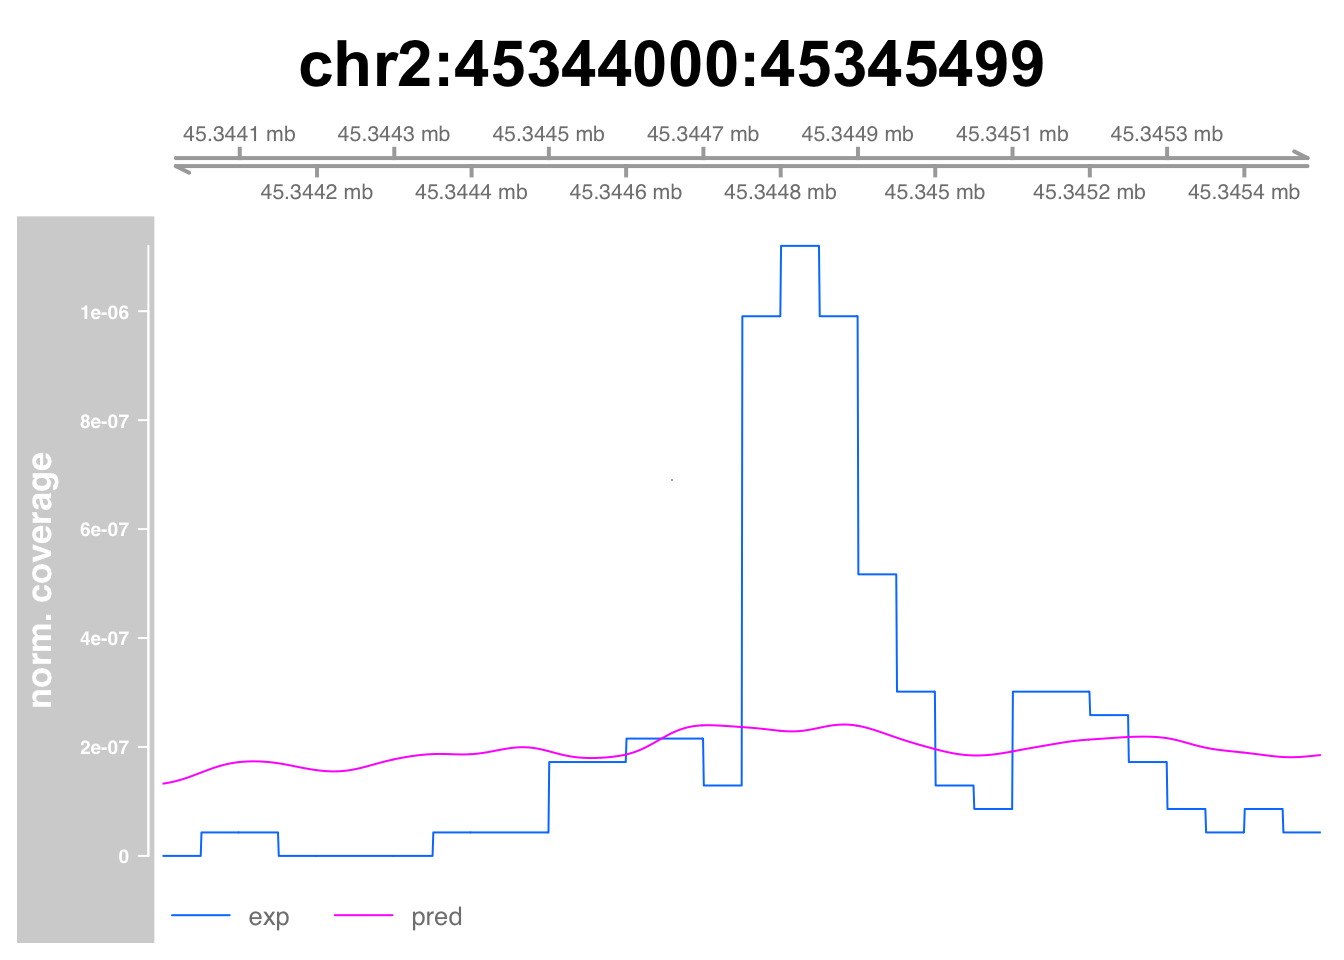 chr2:45344000:45345499
45.3441 mb 45.3443 mb 45.3445 mb 45.3447 mb 45.3449 mb 45.3451 mb 45.3453 mb
45.3442 mb 45.3444 mb 45.3446 mb 45.3448 mb 45.345 mb 45.3452 mb 45.3454 mb
norm. coverage
1e-06
8e-07
6e-07
4e-07
2e-07
0
exp pred